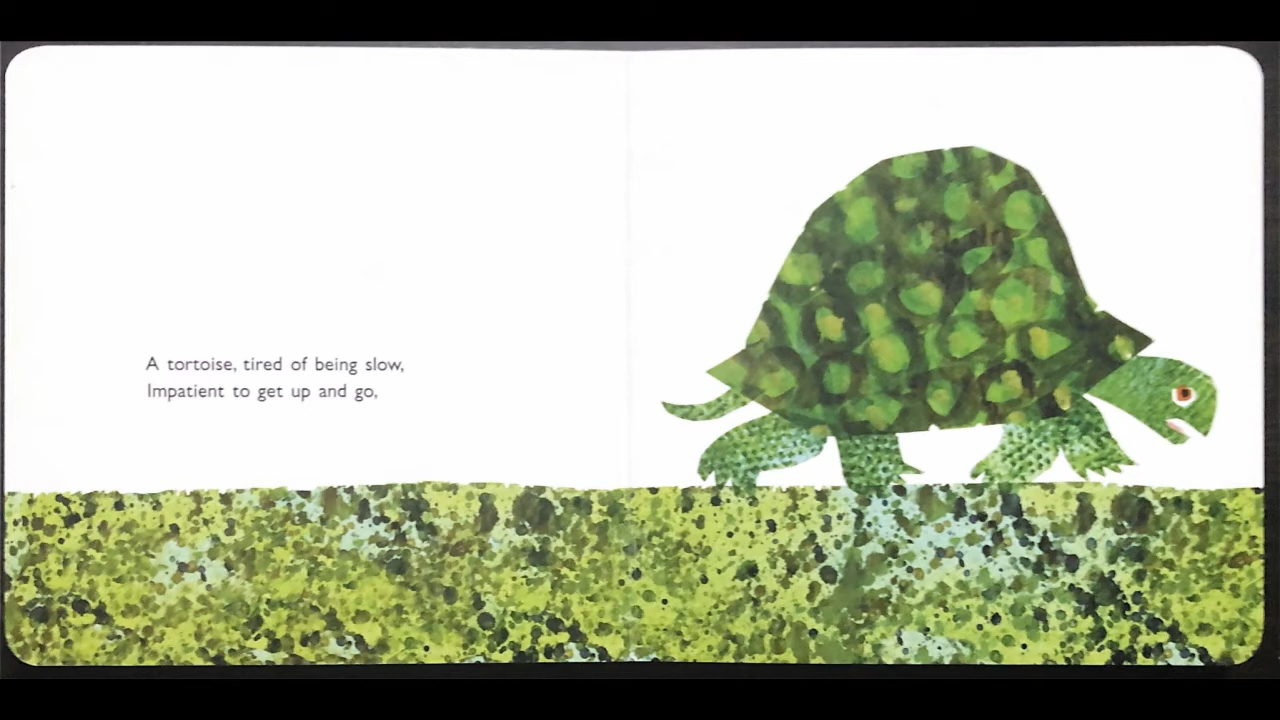 A tortoise, tired of being slow,
Impatient to get up and go,